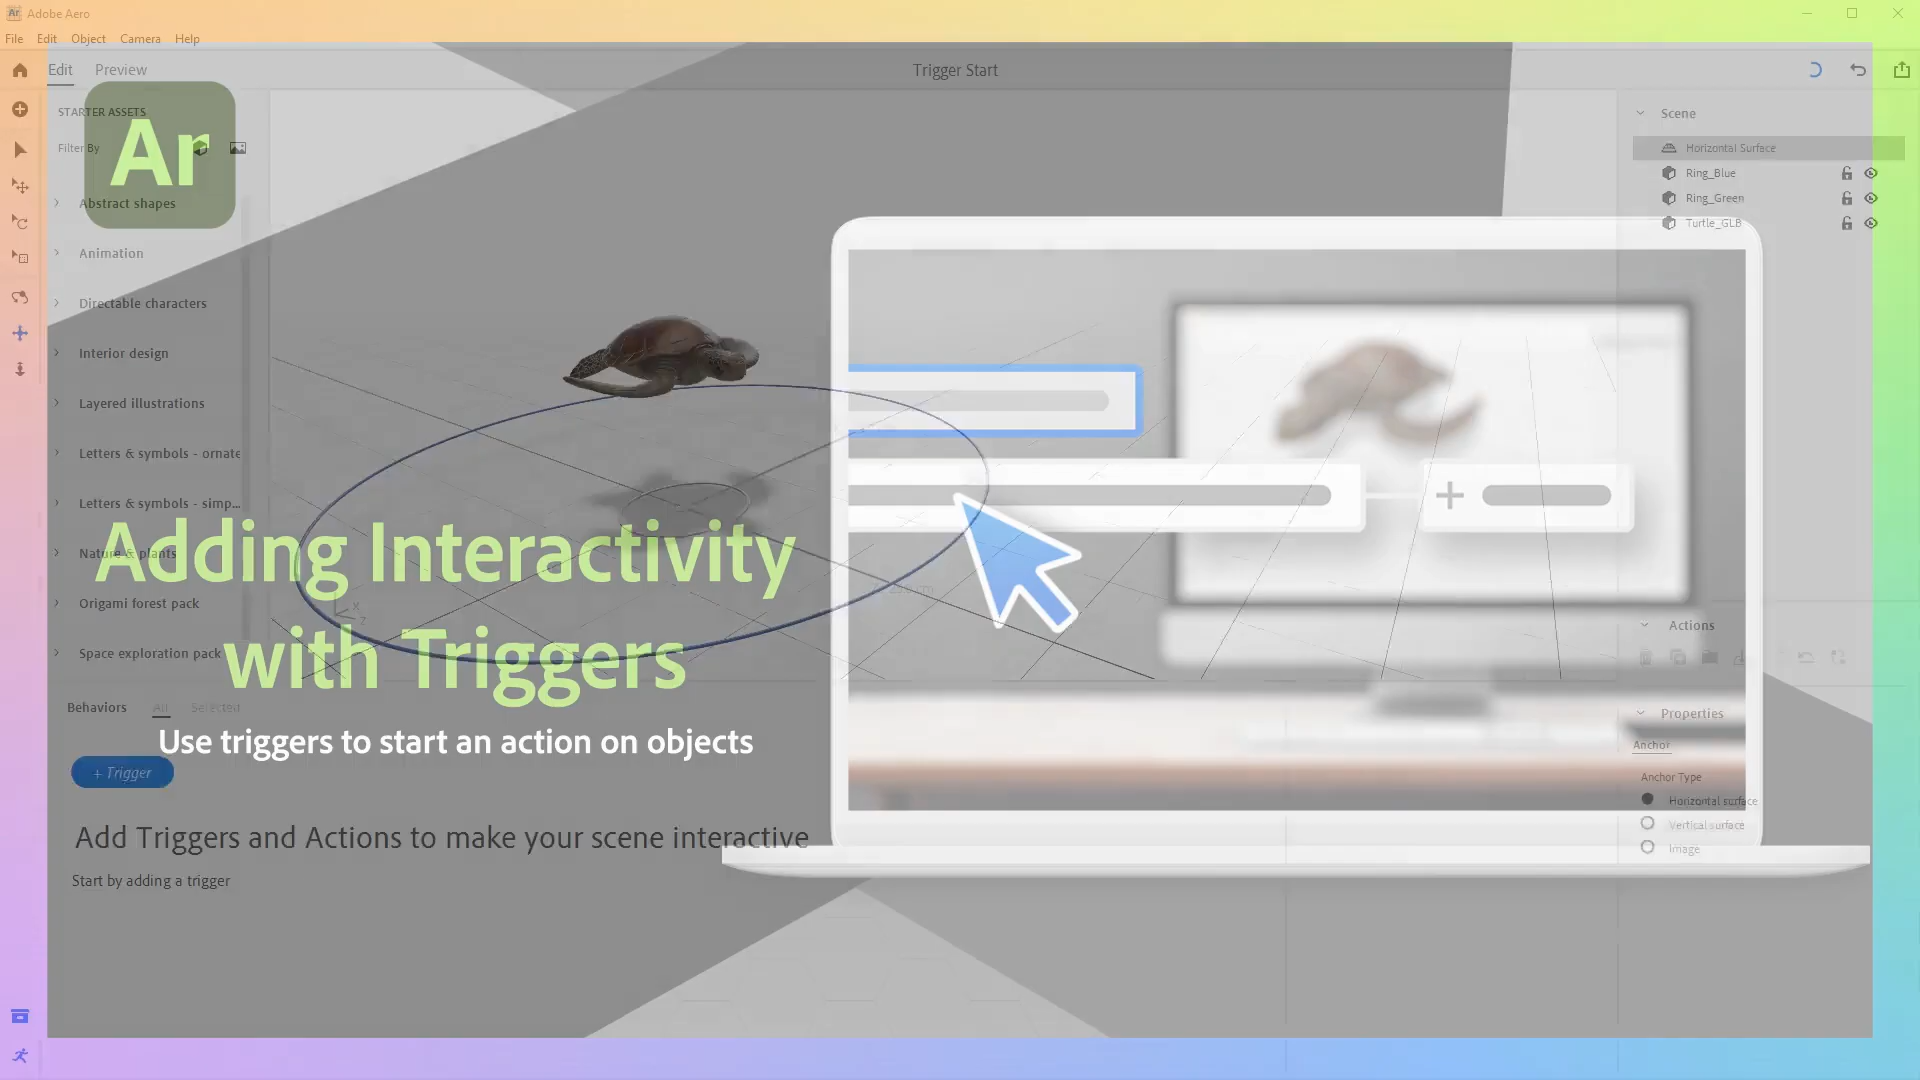 Ar Adobe Aero
File Edit Object Camera Help
Edit Preview
Trigger Start
STARTER ASSETS
Filter By
Ar
Abstract shapes
Animation
Directable characters
Interior design
Layered illustrations
Letters & symbols - ornate
Letters & symbols - simp...
Nature & plants
Origami forest pack
Space exploration pack
Scene
Horizontal Surface
Ring_Blue
Ring_Green
Turtle_GLB
X
Z
Adding Interactivity
with Triggers
Use triggers to start an action on objects
Behaviors All Selected
+ Trigger
Add Triggers and Actions to make your scene interactive
Start by adding a trigger
Actions
Properties
Anchor
Anchor Type
Horizontal surface
Vertical surface
Image